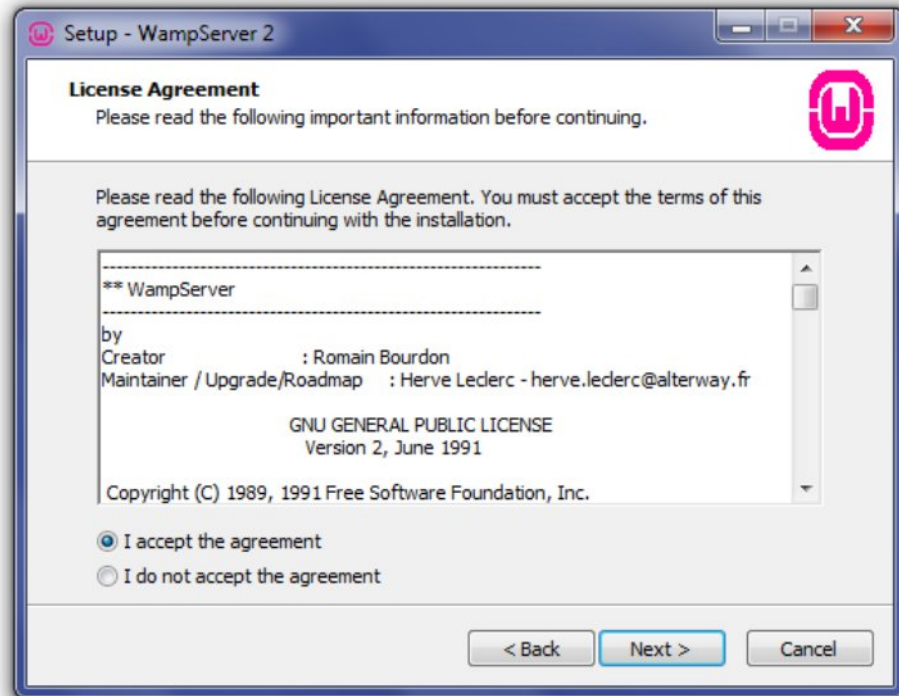 Setup - WampServer 2
License Agreement
Please read the following important information before continuing.
Please read the following License Agreement. You must accept the terms of this
agreement before continuing with the installation.
------------------------------------------------------------
** WampServer
------------------------------------------------------------
by
Creator : Romain Bourdon
Maintainer / Upgrade/Roadmap : Herve Leclerc - herve.leclerc@alterway.fr
GNU GENERAL PUBLIC LICENSE
Version 2, June 1991
Copyright (C) 1989, 1991 Free Software Foundation, Inc.
I accept the agreement
I do not accept the agreement
< Back Next > Cancel